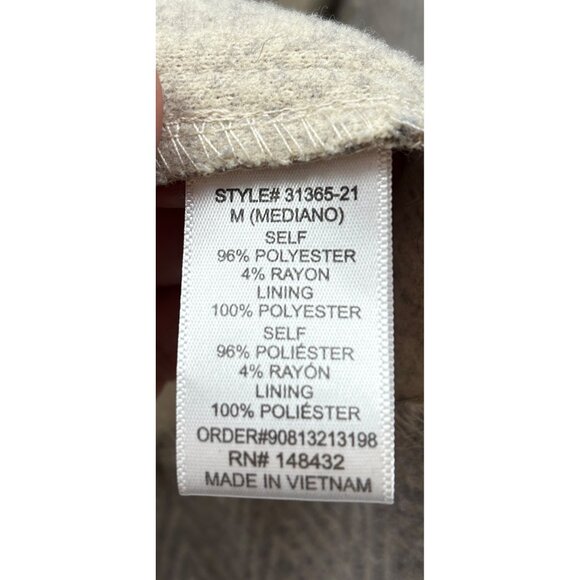 STYLE# 31365-21
M (MEDIANO)
SELF
96% POLYESTER
4% RAYON
LINING
100% POLYESTER
SELF
96% POLIÉSTER
4% RAYÓN
LINING
100% POLIÉSTER
ORDER#90813213198
RN# 148432
MADE IN VIETNAM